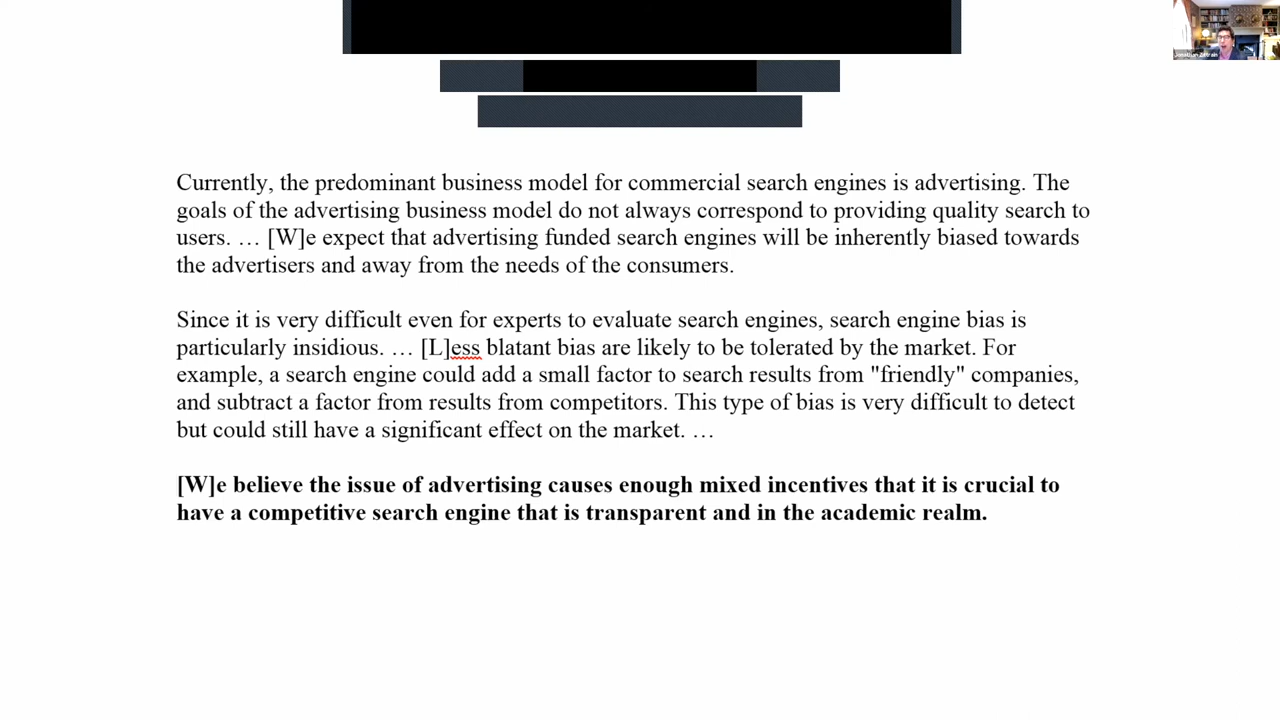 Jonathan Zittrain
Currently, the predominant business model for commercial search engines is advertising. The
goals of the advertising business model do not always correspond to providing quality search to
users. … [W]e expect that advertising funded search engines will be inherently biased towards
the advertisers and away from the needs of the consumers.
Since it is very difficult even for experts to evaluate search engines, search engine bias is
particularly insidious. … [L]ess blatant bias are likely to be tolerated by the market. For
example, a search engine could add a small factor to search results from "friendly" companies,
and subtract a factor from results from competitors. This type of bias is very difficult to detect
but could still have a significant effect on the market. …
[W]e believe the issue of advertising causes enough mixed incentives that it is crucial to
have a competitive search engine that is transparent and in the academic realm.